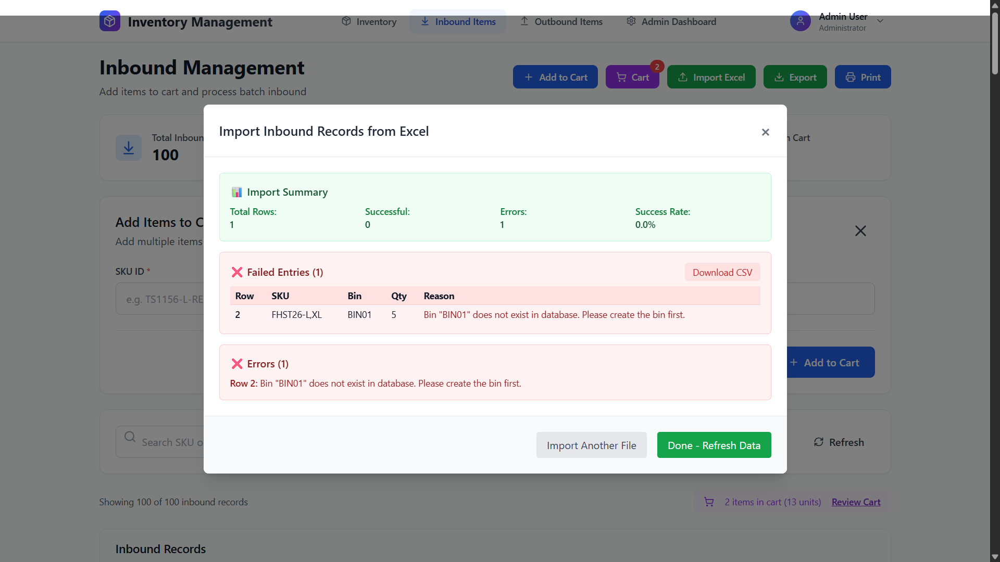 Inventory Management
Inventory
Inbound Items
Outbound Items
Admin Dashboard
Admin User
Administrator
Inbound Management
Add items to cart and process batch inbound
Add to Cart
Cart
2
Import Excel
Export
Print
Total Inboun
100
n Cart
Import Inbound Records from Excel
×
Import Summary
Total Rows: Successful: Errors: Success Rate:
1 0 1 0.0%
Failed Entries (1)
Download CSV
Row SKU Bin Qty Reason
2 FHST26-L,XL BIN01 5 Bin "BIN01" does not exist in database. Please create the bin first.
Errors (1)
Row 2: Bin "BIN01" does not exist in database. Please create the bin first.
Import Another File
Done - Refresh Data
Add Items to C
Add multiple items
SKU ID *
e.g. TS1156-L-RE
Add to Cart
Search SKU o
Refresh
Showing 100 of 100 inbound records
2 items in cart (13 units) Review Cart
Inbound Records